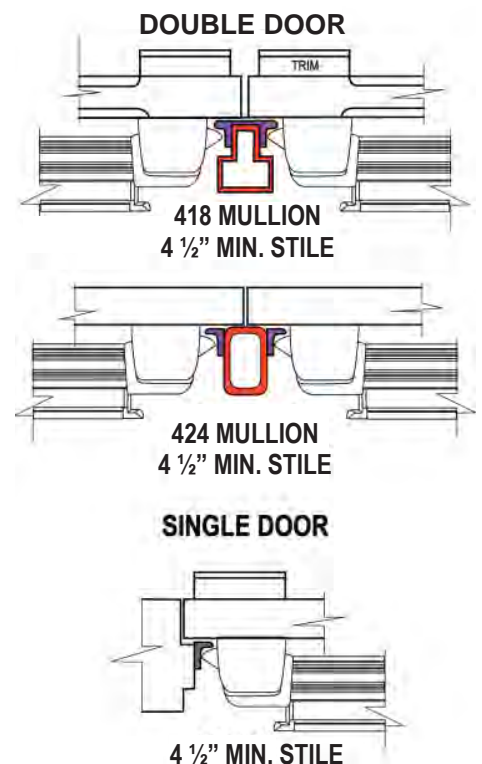 DOUBLE DOOR
TRIM
418 MULLION
4 ½” MIN. STILE
424 MULLION
4 ½” MIN. STILE
SINGLE DOOR
4 ½” MIN. STILE